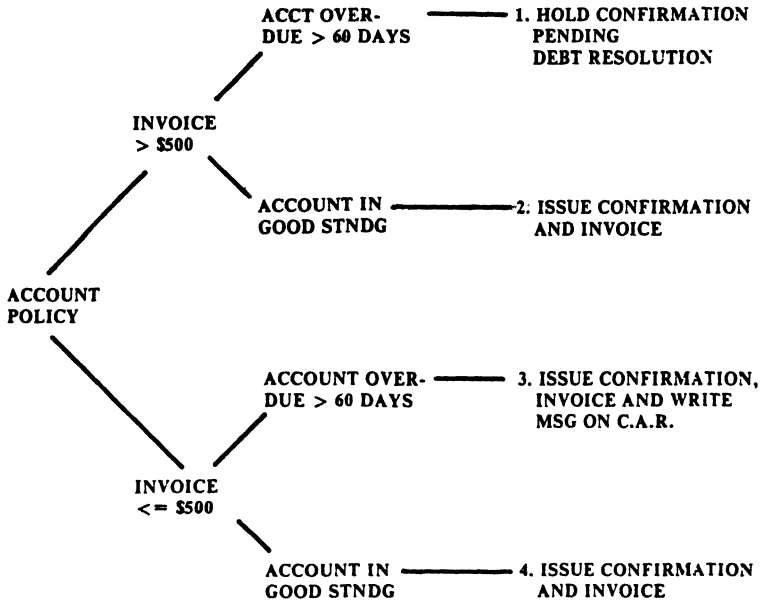 ACCT OVER-
DUE > 60 DAYS
1. HOLD CONFIRMATION
PENDING
DEBT RESOLUTION
INVOICE
> $500
ACCOUNT IN
GOOD STNDG
2. ISSUE CONFIRMATION
AND INVOICE
ACCOUNT
POLICY
ACCOUNT OVER-
DUE > 60 DAYS
3. ISSUE CONFIRMATION,
INVOICE AND WRITE
MSG ON C.A.R.
INVOICE
<= $500
ACCOUNT IN
GOOD STNDG
4. ISSUE CONFIRMATION
AND INVOICE